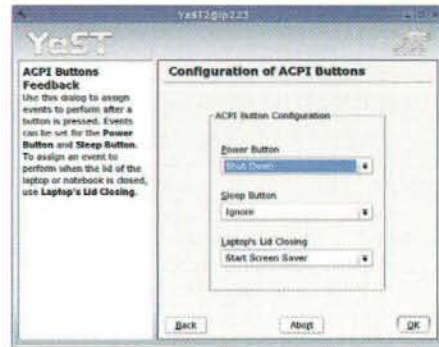 YaST2@ip223
YaST
ACPI Buttons
Feedback
Use this dialog to assign
events to perform after a
button is pressed. Events
can be set for the Power
Button and Sleep Button.
To assign an event to
perform when the lid of the
laptop or notebook is closed,
use Laptop's Lid Closing.
Configuration of ACPI Buttons
ACPI Button Configuration
Power Button
Shut Down
Sleep Button
Ignore
Laptop's Lid Closing
Start Screen Saver
Back
Abort
OK